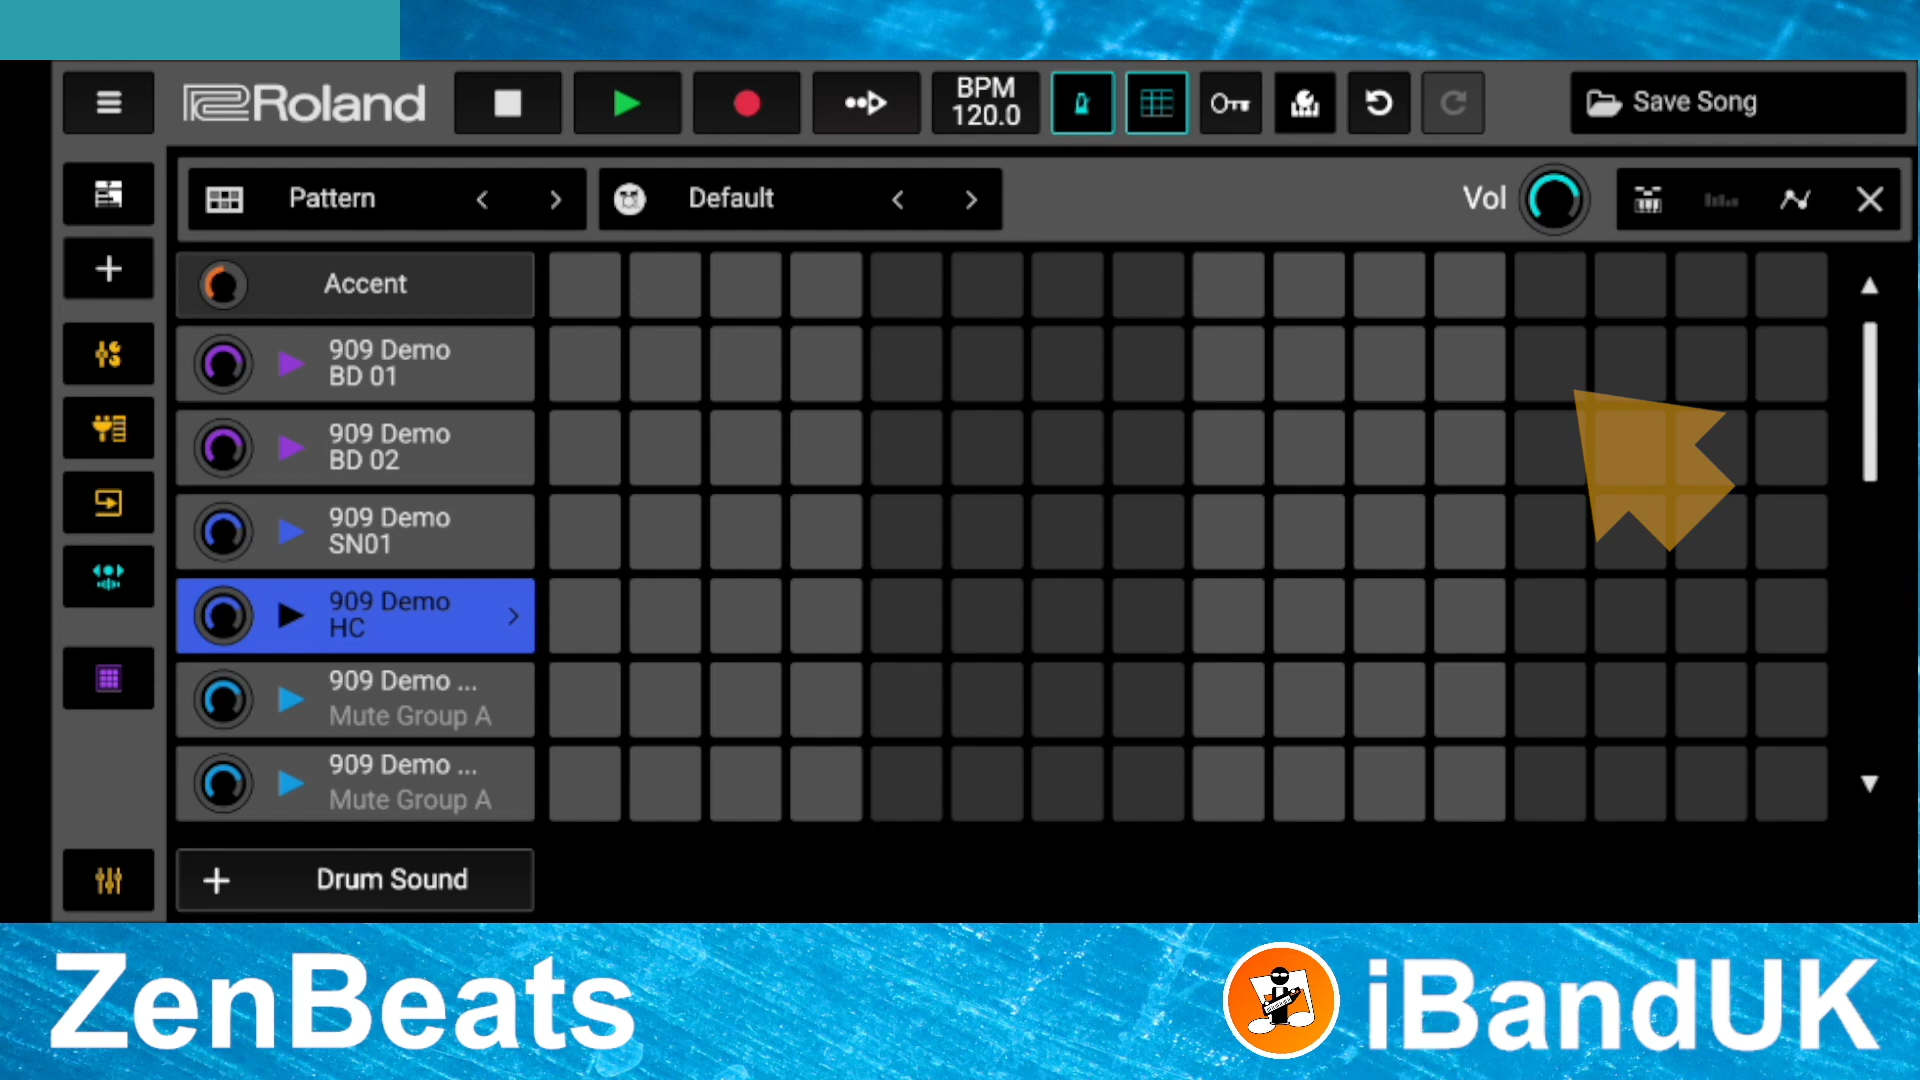 Roland
BPM
120.0
Save Song
Pattern
Default
Vol
Accent
909 Demo
BD 01
909 Demo
BD 02
909 Demo
SN01
909 Demo
HC
909 Demo ...
Mute Group A
909 Demo ...
Mute Group A
Drum Sound
ZenBeats
iBandUK